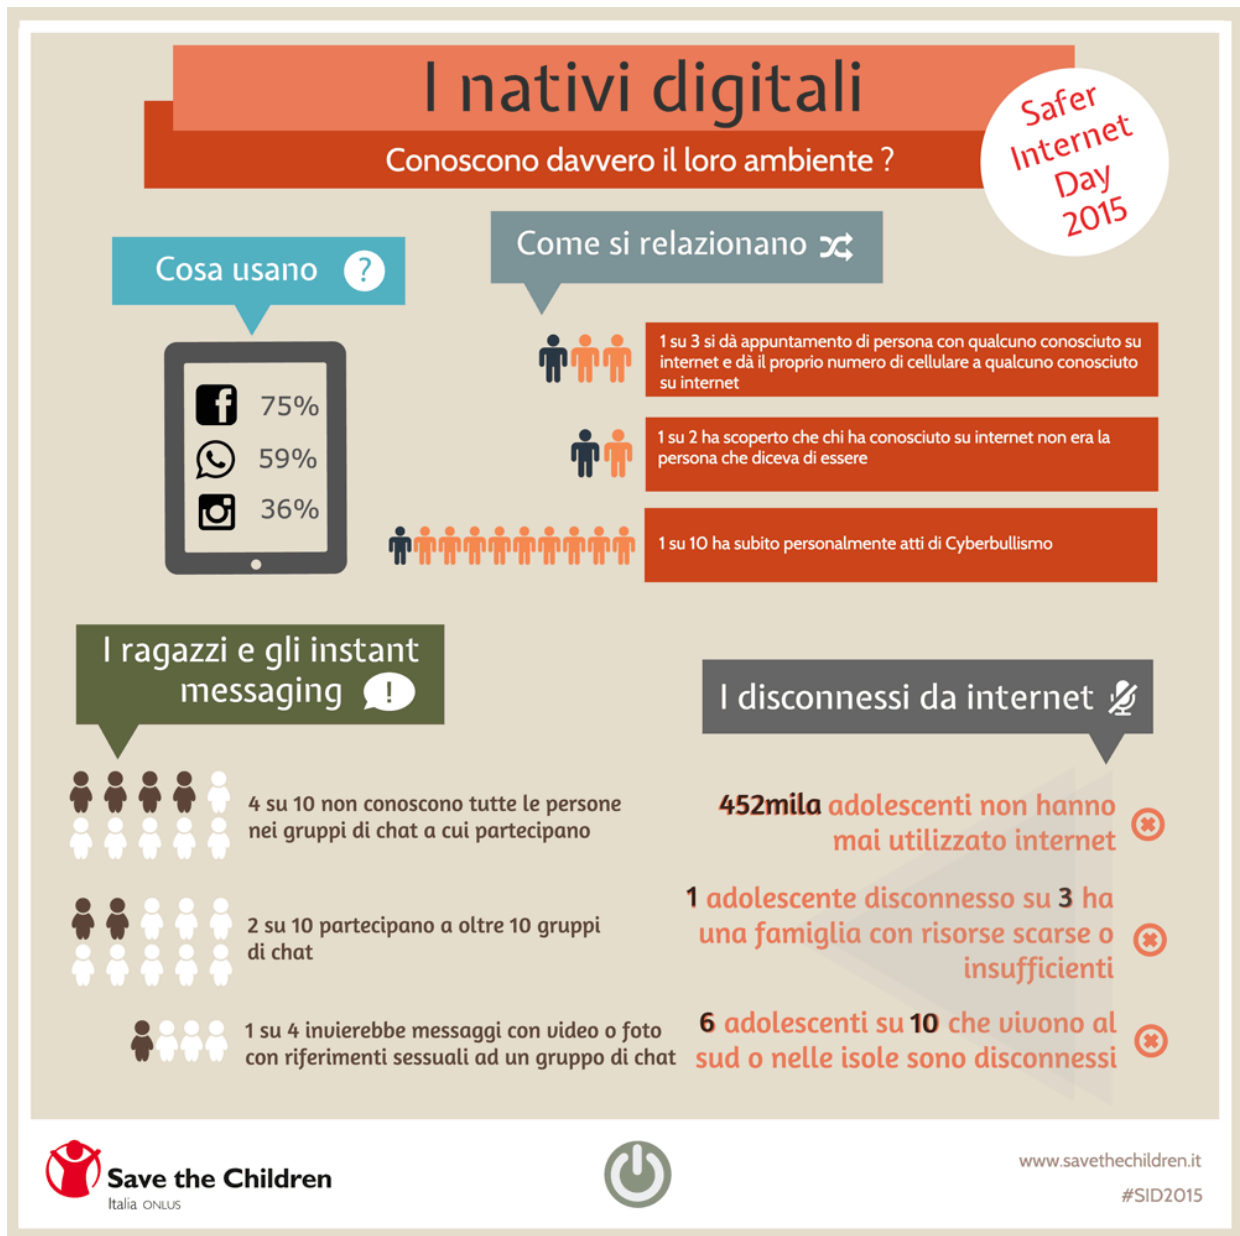 I nativi digitali
Conoscono davvero il loro ambiente ?
Safer
Internet
Day
2015
Cosa usano ?
75%
59%
36%
Come si relazionano
1 su 3 si dà appuntamento di persona con qualcuno conosciuto su
internet e dà il proprio numero di cellulare a qualcuno conosciuto
su internet
1 su 2 ha scoperto che chi ha conosciuto su internet non era la
persona che diceva di essere
1 su 10 ha subito personalmente atti di Cyberbullismo
I ragazzi e gli instant
messaging !
4 su 10 non conoscono tutte le persone
nei gruppi di chat a cui partecipano
2 su 10 partecipano a oltre 10 gruppi
di chat
1 su 4 invierebbe messaggi con video o foto
con riferimenti sessuali ad un gruppo di chat
I disconnessi da internet
452mila adolescenti non hanno
mai utilizzato internet
1 adolescente disconnesso su 3 ha
una famiglia con risorse scarse o
insufficienti
6 adolescenti su 10 che vivono al
sud o nelle isole sono disconnessi
Save the Children
Italia ONLUS
www.savethechildren.it
#SID2015